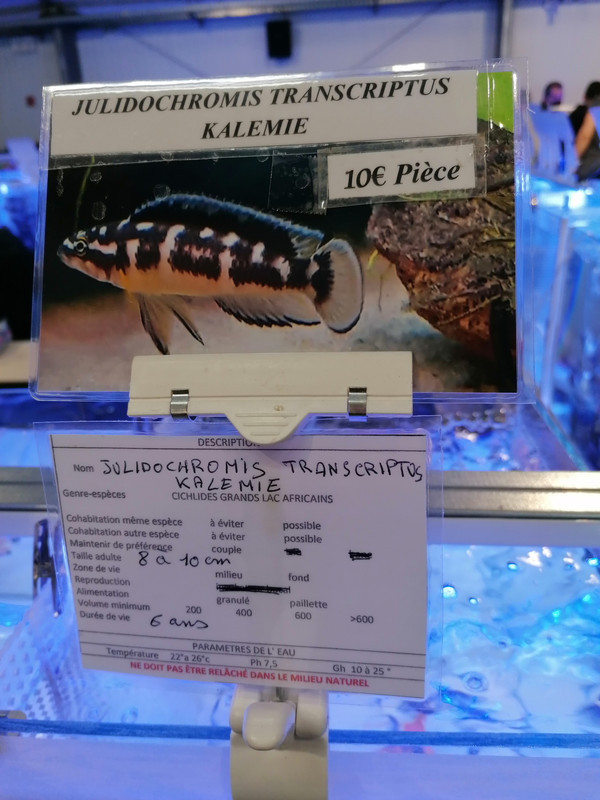 JULIDOCHROMIS TRANSCRIPTUS
KALEMIE
10€ Pièce
DESCRIPTION
Nom JULIDOCHROMIS TRANSCRIPTUS
KALEMIE
Genre-espèces CICHLIDES GRANDS LAC AFRICAINS
Cohabitation même espèce à éviter possible
Cohabitation autre espèce à éviter possible
Maintenir de préférence couple
Taille adulte 8 à 10 cm
Zone de vie milieu fond
Reproduction
Alimentation granulé paillette
Volume minimum 200 400 600 >600
Durée de vie 6 ans
PARAMETRES DE L' EAU
Température 22°a 26°c Ph 7,5 Gh 10 à 25 °
NE DOIT PAS ÊTRE RELÂCHÉ DANS LE MILIEU NATUREL